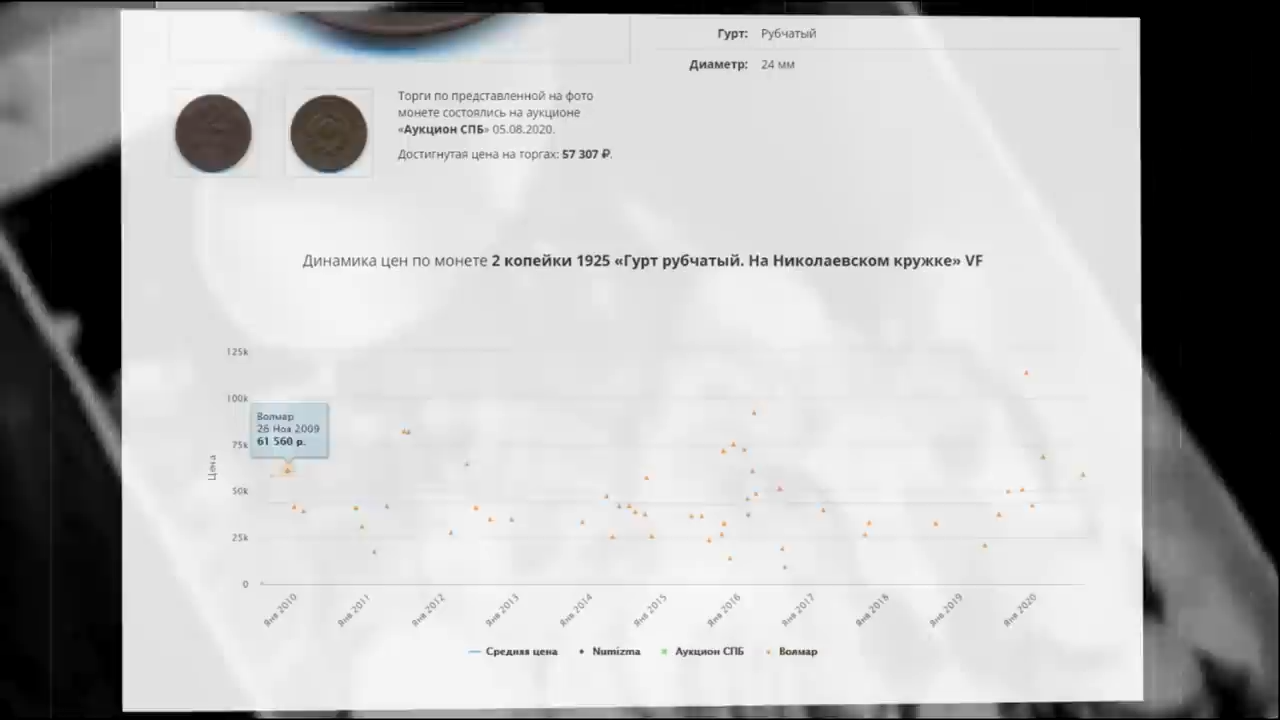 Гурт: Рубчатый
Диаметр: 24 мм
Торги по представленной на фото
монете состоялись на аукционе
«Аукцион СПБ» 05.08.2020.
Достигнутая цена на торгах: 57 307 ₽.
Динамика цен по монете 2 копейки 1925 «Гурт рубчатый. На Николаевском кружке» VF
125k
100k
75k
50k
25k
0
Цена
Волмар
26 Ноя 2009
61 560 р.
Янв 2010
Янв 2011
Янв 2012
Янв 2013
Янв 2014
Янв 2015
Янв 2016
Янв 2017
Янв 2018
Янв 2019
Янв 2020
Средняя цена
Numizma
Аукцион СПБ
Волмар